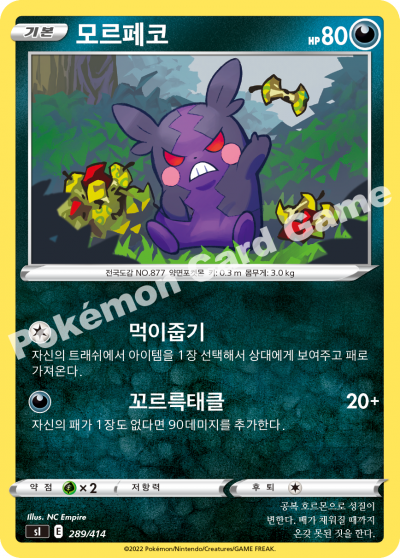 기본 모르페코 HP 80
전국도감 NO.877 양면포켓몬 키: 0.3 m 몸무게: 3.0 kg
Pokémon Card Game
먹이줍기
자신의 트래쉬에서 아이템을 1장 선택해서 상대에게 보여주고 패로
가져온다.
꼬르륵태클 20+
자신의 패가 1장도 없다면 90데미지를 추가한다.
약점 ×2 저항력 후퇴
Illus. NC Empire
공복 호르몬으로 성질이
변한다. 배가 채워질 때까지
온갖 못된 짓을 한다.
sI E 289/414
©2022 Pokémon/Nintendo/Creatures/GAME FREAK.